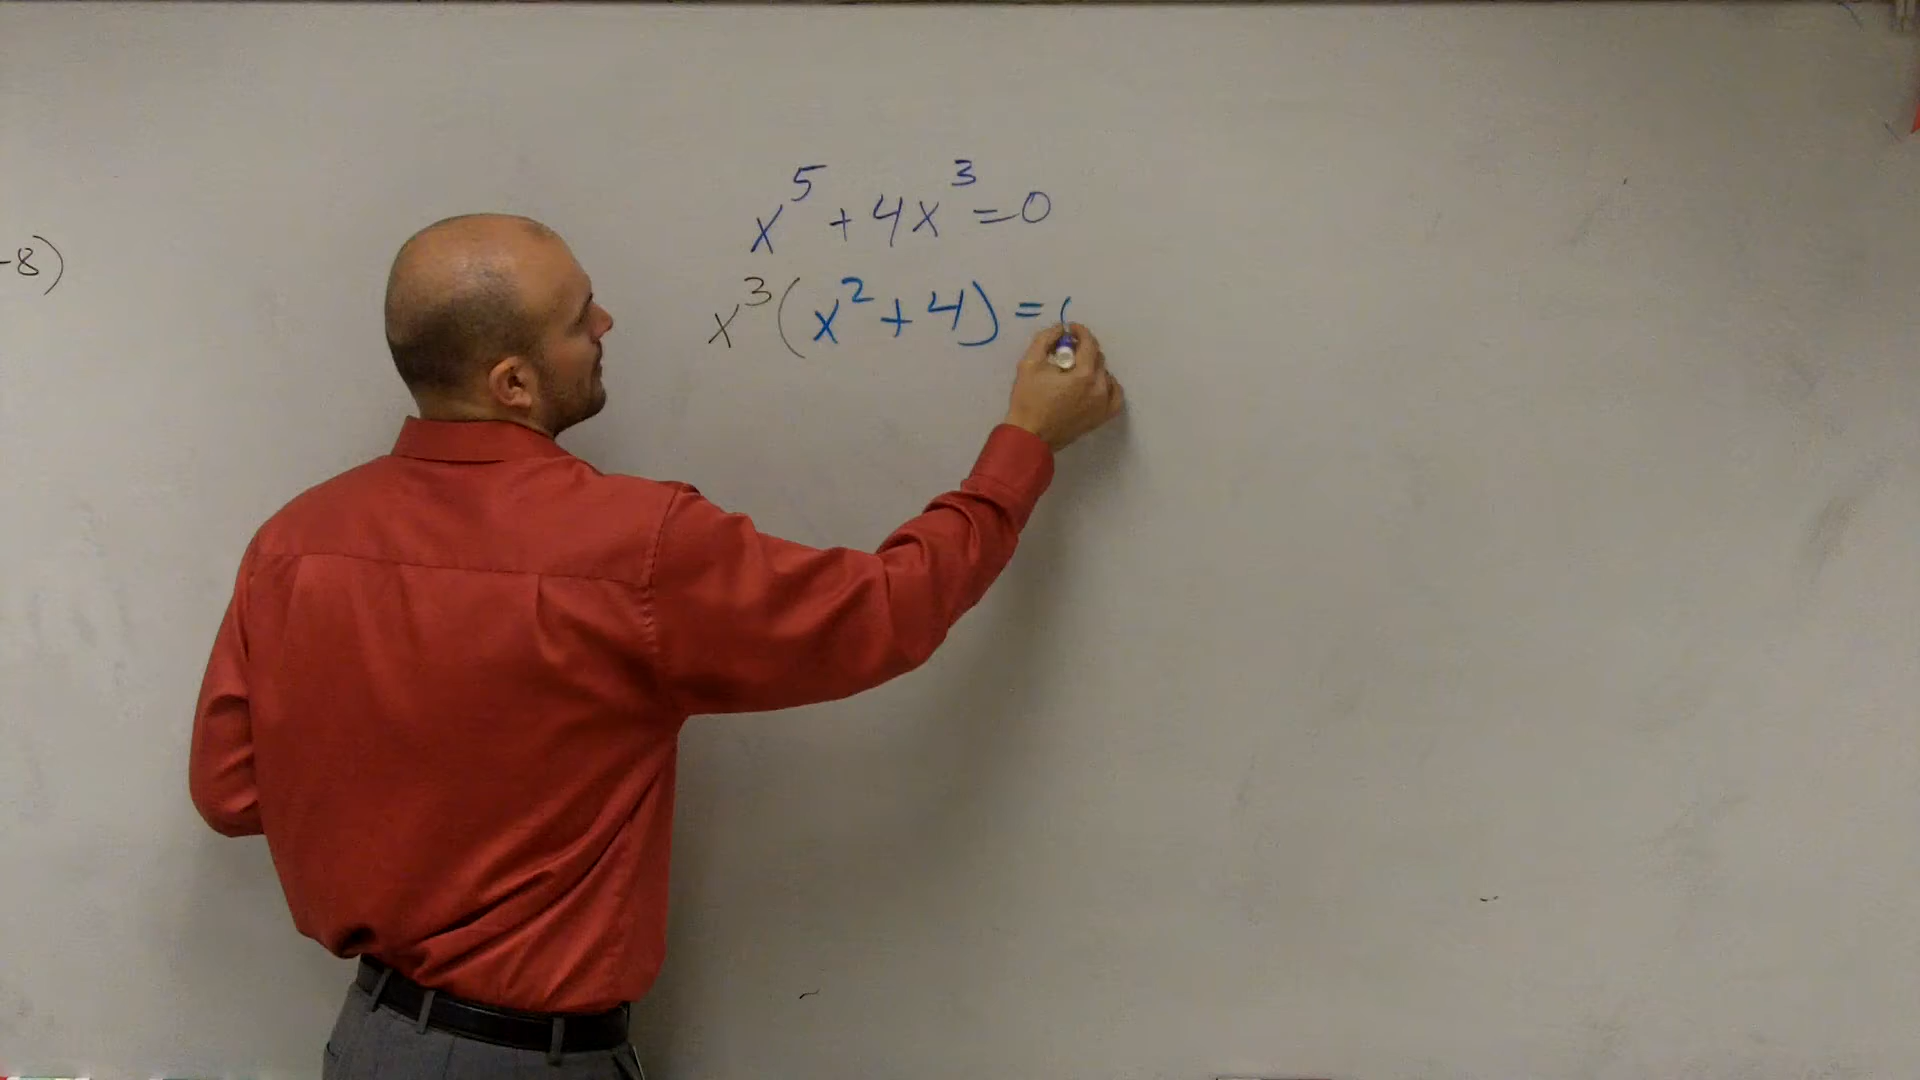 -8)
x⁵ + 4x³ = 0
x³(x² + 4) =